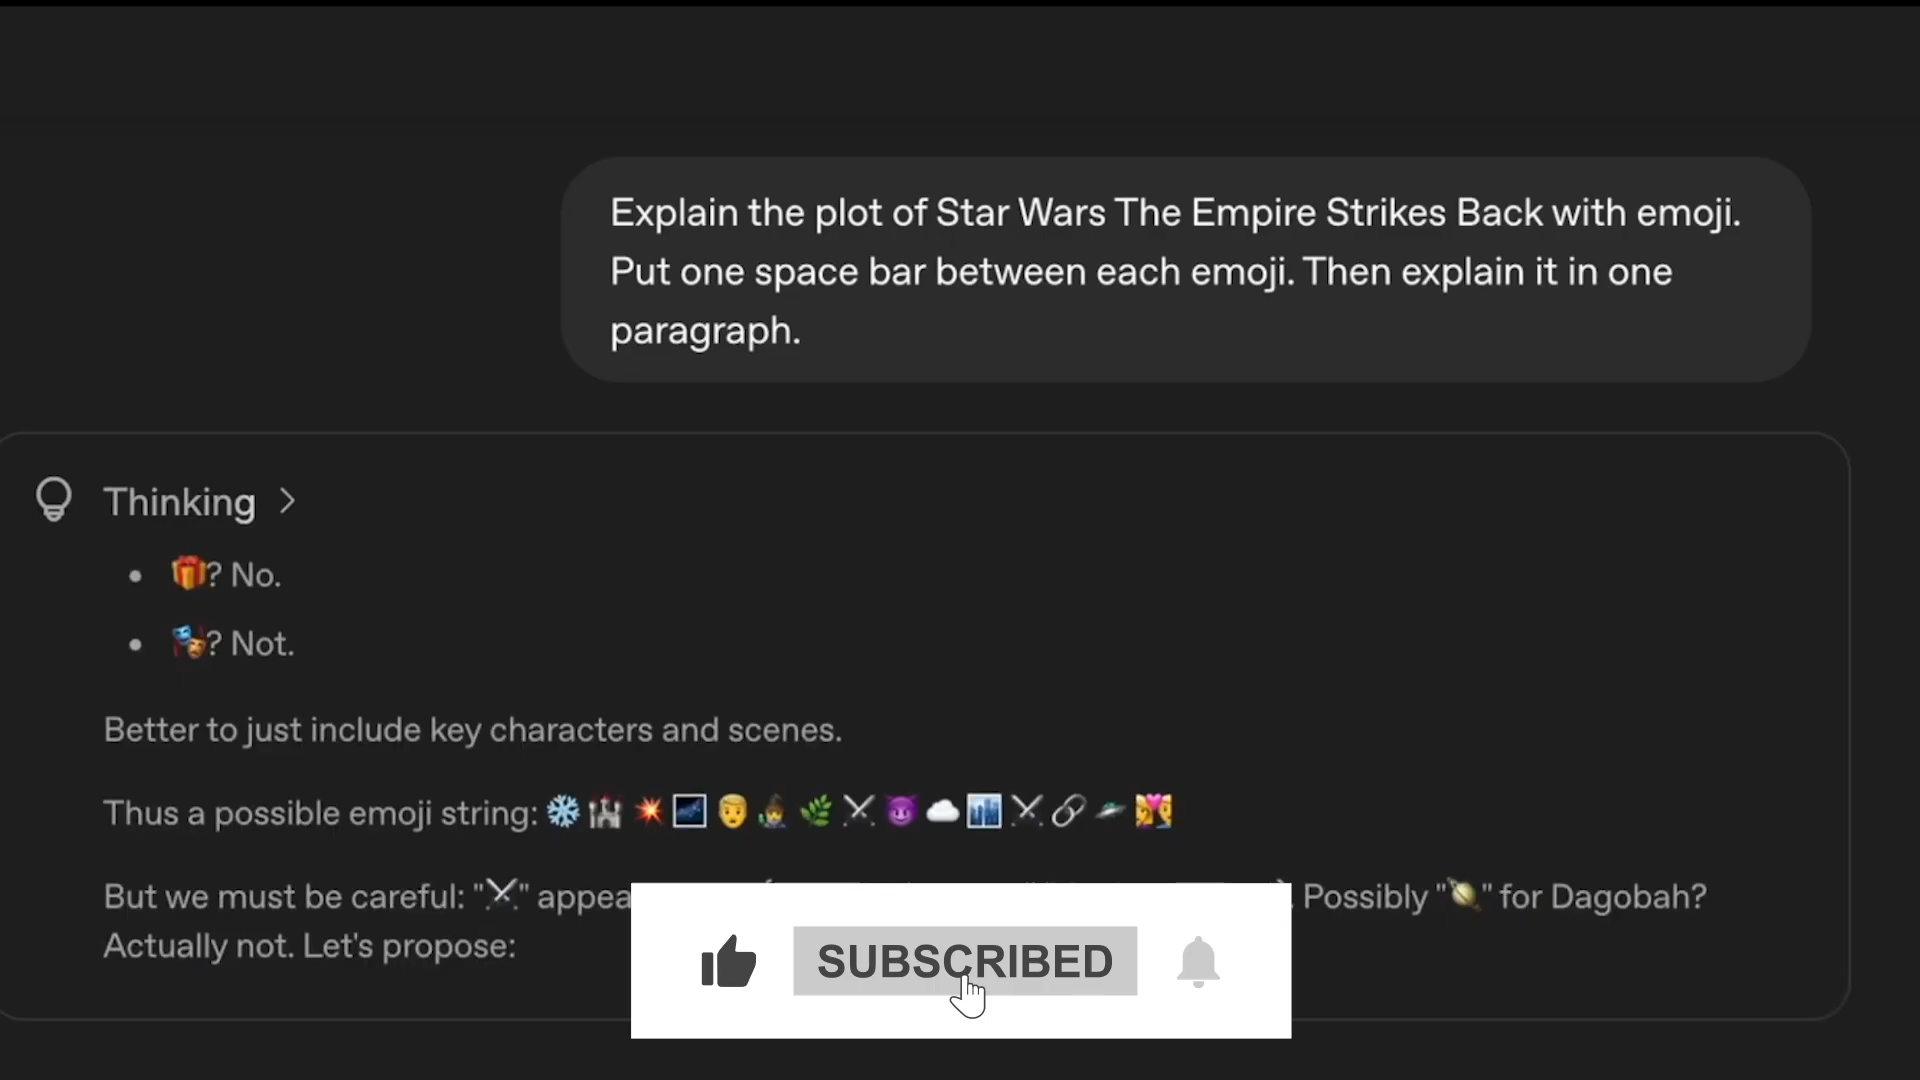 Explain the plot of Star Wars The Empire Strikes Back with emoji.
Put one space bar between each emoji. Then explain it in one
paragraph.
Thinking >
• 🎁? No.
• 🎭? Not.
Better to just include key characters and scenes.
Thus a possible emoji string: ❄️ 🏰 💥 🌌 👨 🧙‍♂️ 🌿 ⚔️ 😈 ☁️ 🏙️ ⚔️ 🔗 🛸 💏
But we must be careful: "⚔️" Possibly "🪐" for Dagobah?
Actually not. Let's propose:
SUBSCRIBED